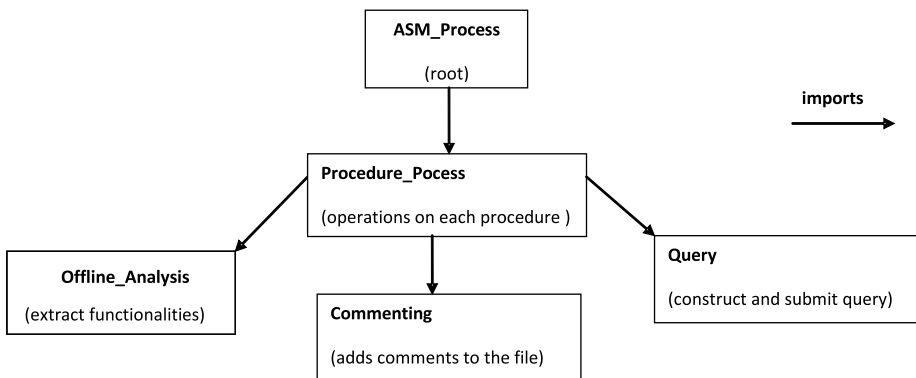 ASM_Process
(root)
imports
Procedure_Pocess
(operations on each procedure )
Offline_Analysis
(extract functionalities)
Query
(construct and submit query)
Commenting
(adds comments to the file)